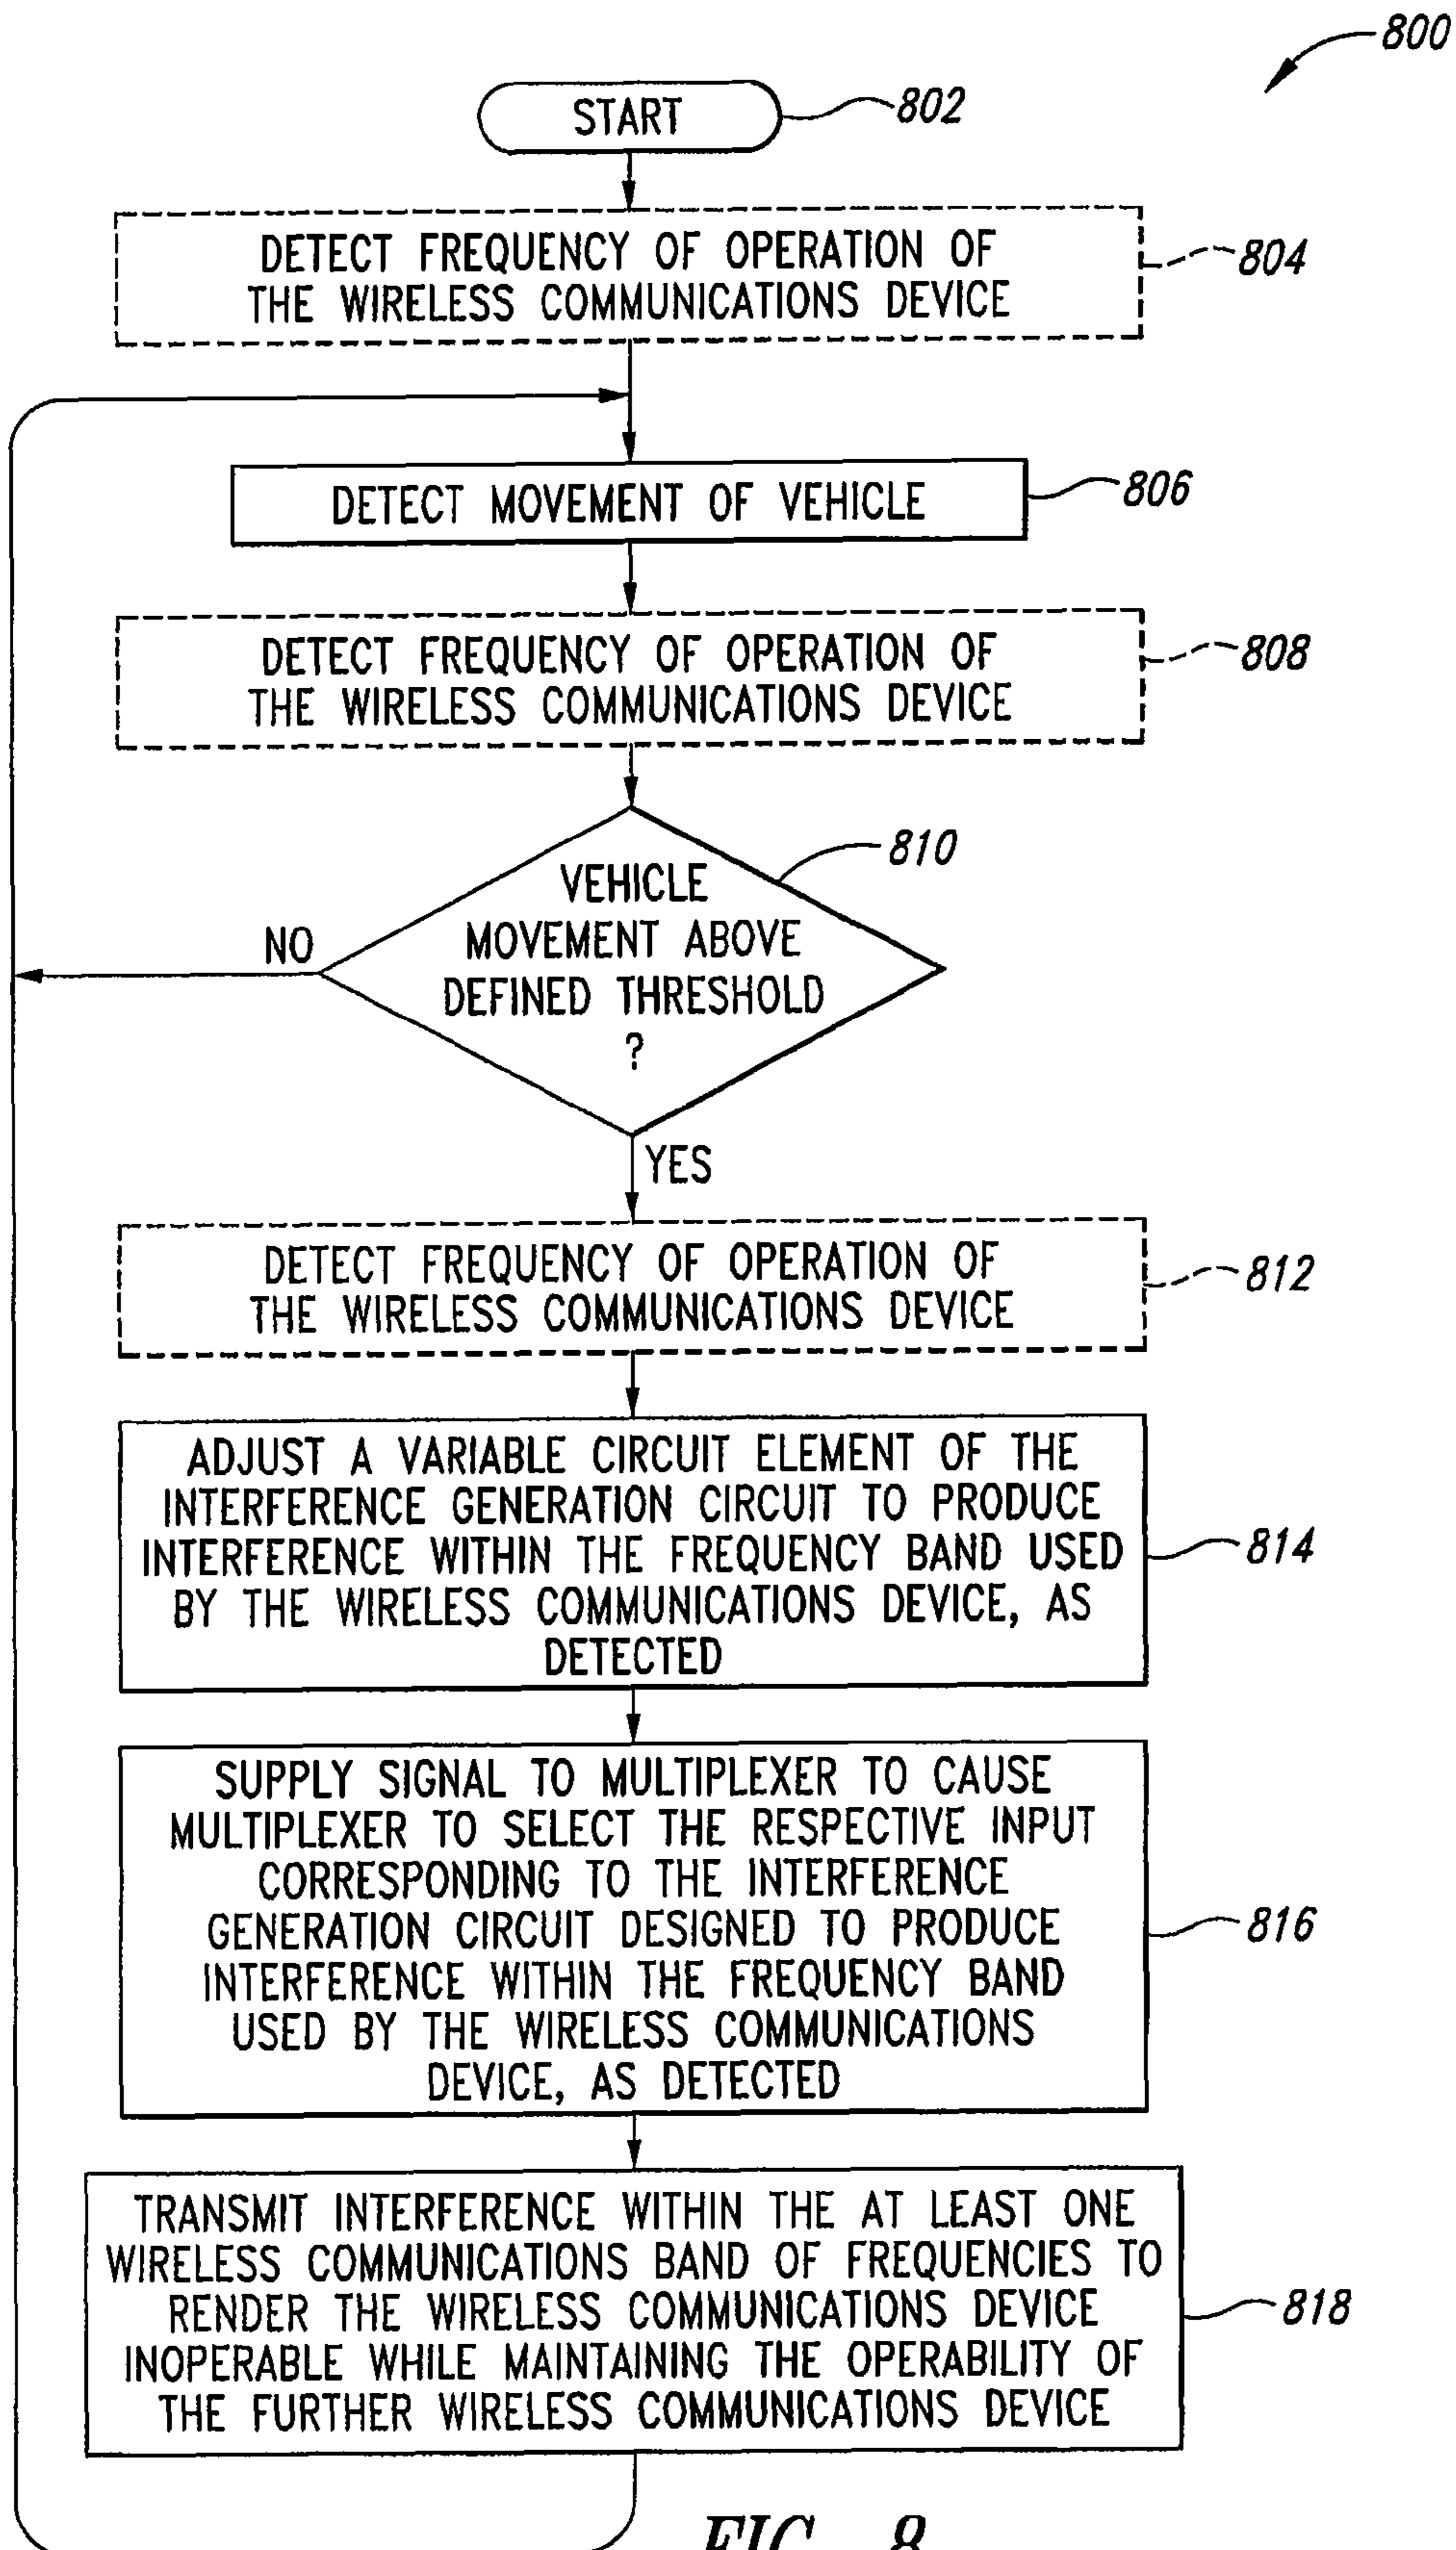 800
START
802
DETECT FREQUENCY OF OPERATION OF
THE WIRELESS COMMUNICATIONS DEVICE
804
DETECT MOVEMENT OF VEHICLE
806
DETECT FREQUENCY OF OPERATION OF
THE WIRELESS COMMUNICATIONS DEVICE
808
810
VEHICLE
MOVEMENT ABOVE
DEFINED THRESHOLD
?
NO
YES
DETECT FREQUENCY OF OPERATION OF
THE WIRELESS COMMUNICATIONS DEVICE
812
ADJUST A VARIABLE CIRCUIT ELEMENT OF THE
INTERFERENCE GENERATION CIRCUIT TO PRODUCE
INTERFERENCE WITHIN THE FREQUENCY BAND USED
BY THE WIRELESS COMMUNICATIONS DEVICE, AS
DETECTED
814
SUPPLY SIGNAL TO MULTIPLEXER TO CAUSE
MULTIPLEXER TO SELECT THE RESPECTIVE INPUT
CORRESPONDING TO THE INTERFERENCE
GENERATION CIRCUIT DESIGNED TO PRODUCE
INTERFERENCE WITHIN THE FREQUENCY BAND
USED BY THE WIRELESS COMMUNICATIONS
DEVICE, AS DETECTED
816
TRANSMIT INTERFERENCE WITHIN THE AT LEAST ONE
WIRELESS COMMUNICATIONS BAND OF FREQUENCIES TO
RENDER THE WIRELESS COMMUNICATIONS DEVICE
INOPERABLE WHILE MAINTAINING THE OPERABILITY OF
THE FURTHER WIRELESS COMMUNICATIONS DEVICE
818
FIG. 8